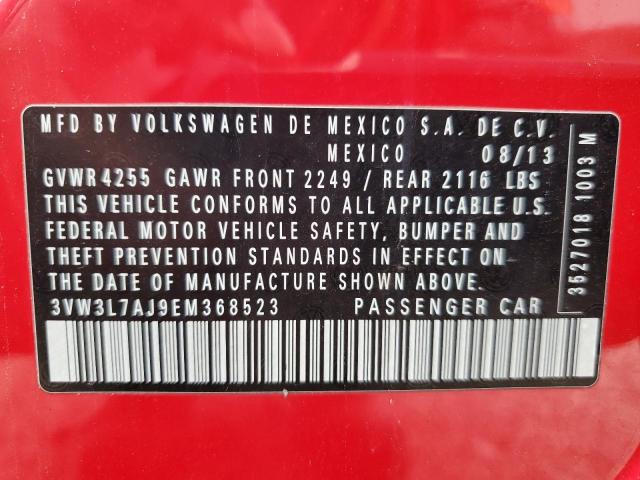 MFD BY VOLKSWAGEN DE MEXICO S.A. DE C.V.
MEXICO 08/13
GVWR 4255 GAWR FRONT 2249 / REAR 2116 LBS
THIS VEHICLE CONFORMS TO ALL APPLICABLE U.S.
FEDERAL MOTOR VEHICLE SAFETY, BUMPER AND
THEFT PREVENTION STANDARDS IN EFFECT ON
THE DATE OF MANUFACTURE SHOWN ABOVE.
3VW3L7AJ9EM368523 PASSENGER CAR
3527018 1003 M